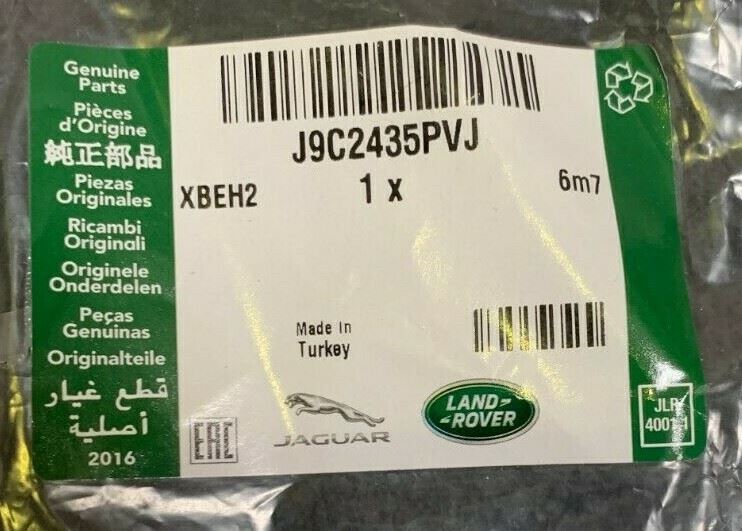 Genuine
Parts
Pièces
d'Origine
純正部品
Piezas
Originales
Ricambi
Originali
Originele
Onderdelen
Peças
Genuinas
Originalteile
قطع غيار
أصلية
2016
J9C2435PVJ
XBEH2
1 x
6m7
Made In
Turkey
JAGUAR
LAND-
-ROVER
JLR